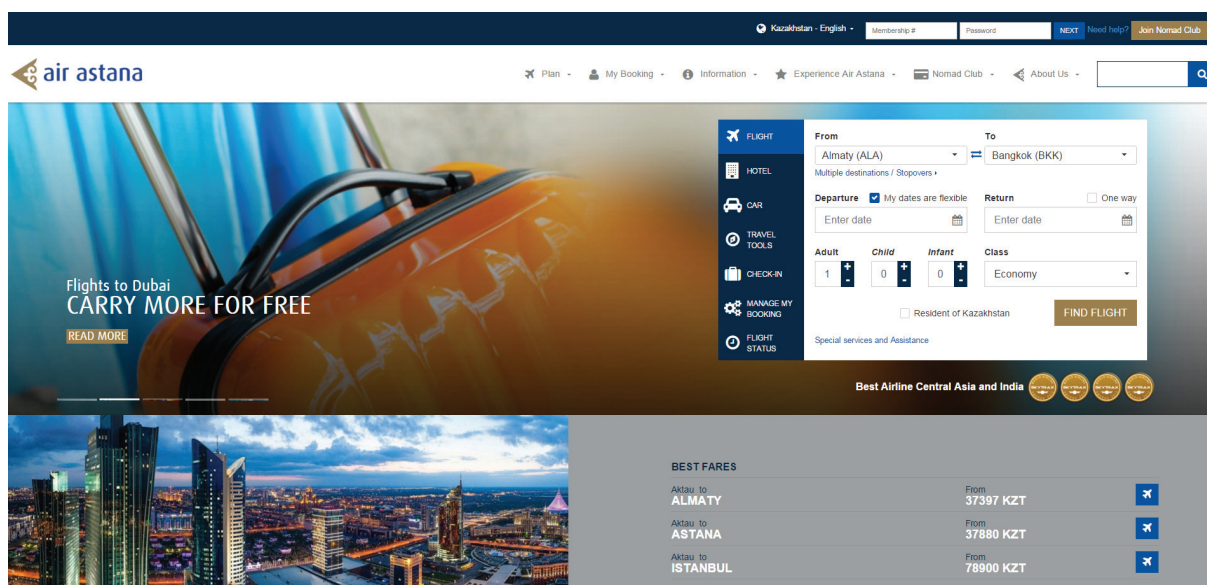 Kazakhstan - English
Membership #
Password
NEXT
Need help?
Join Nomad Club
air astana
Plan
My Booking
Information
Experience Air Astana
Nomad Club
About Us
Flights to Dubai
CARRY MORE FOR FREE
READ MORE
FLIGHT
HOTEL
CAR
TRAVEL
TOOLS
CHECK-IN
MANAGE MY
BOOKING
FLIGHT
STATUS
From
To
Almaty (ALA)
Bangkok (BKK)
Multiple destinations / Stopovers
Departure
My dates are flexible
Return
One way
Enter date
Enter date
Adult
Child
Infant
Class
1 + -
0 + -
0 + -
Economy
Resident of Kazakhstan
FIND FLIGHT
Special services and Assistance
Best Airline Central Asia and India
BEST FARES
Aktau to
ALMATY
From
37397 KZT
Aktau to
ASTANA
From
37880 KZT
Aktau to
ISTANBUL
From
78900 KZT